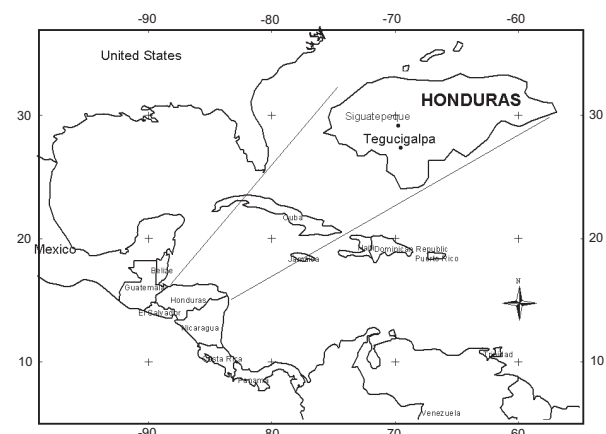 -90 -80 -70 -60
United States
HONDURAS
30 30
Siguatepeque
Tegucigalpa
Cuba
20 20
Mexico
Haiti Dominican Republic
Jamaica
Puerto Rico
Belize
Guatemala
N
Honduras
El Salvador
Nicaragua
10 10
Costa Rica
Trinidad
Panama
Venezuela
-90 -80 -70 -60